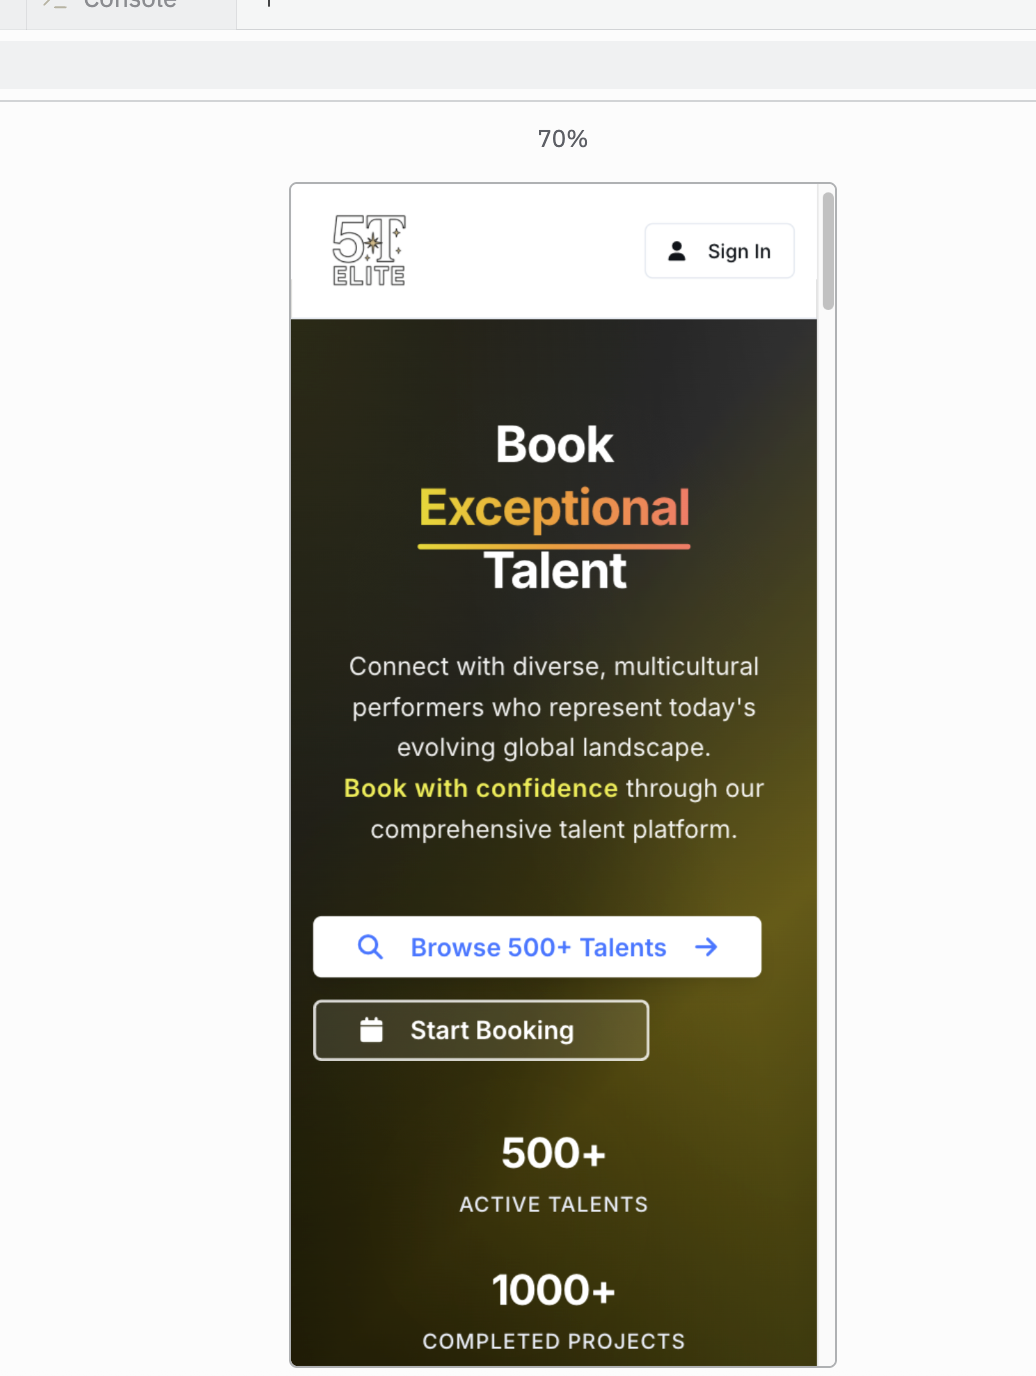 Console
70%
5T
ELITE
Sign In
Book
Exceptional
Talent
Connect with diverse, multicultural
performers who represent today's
evolving global landscape.
Book with confidence through our
comprehensive talent platform.
Browse 500+ Talents
Start Booking
500+
ACTIVE TALENTS
1000+
COMPLETED PROJECTS